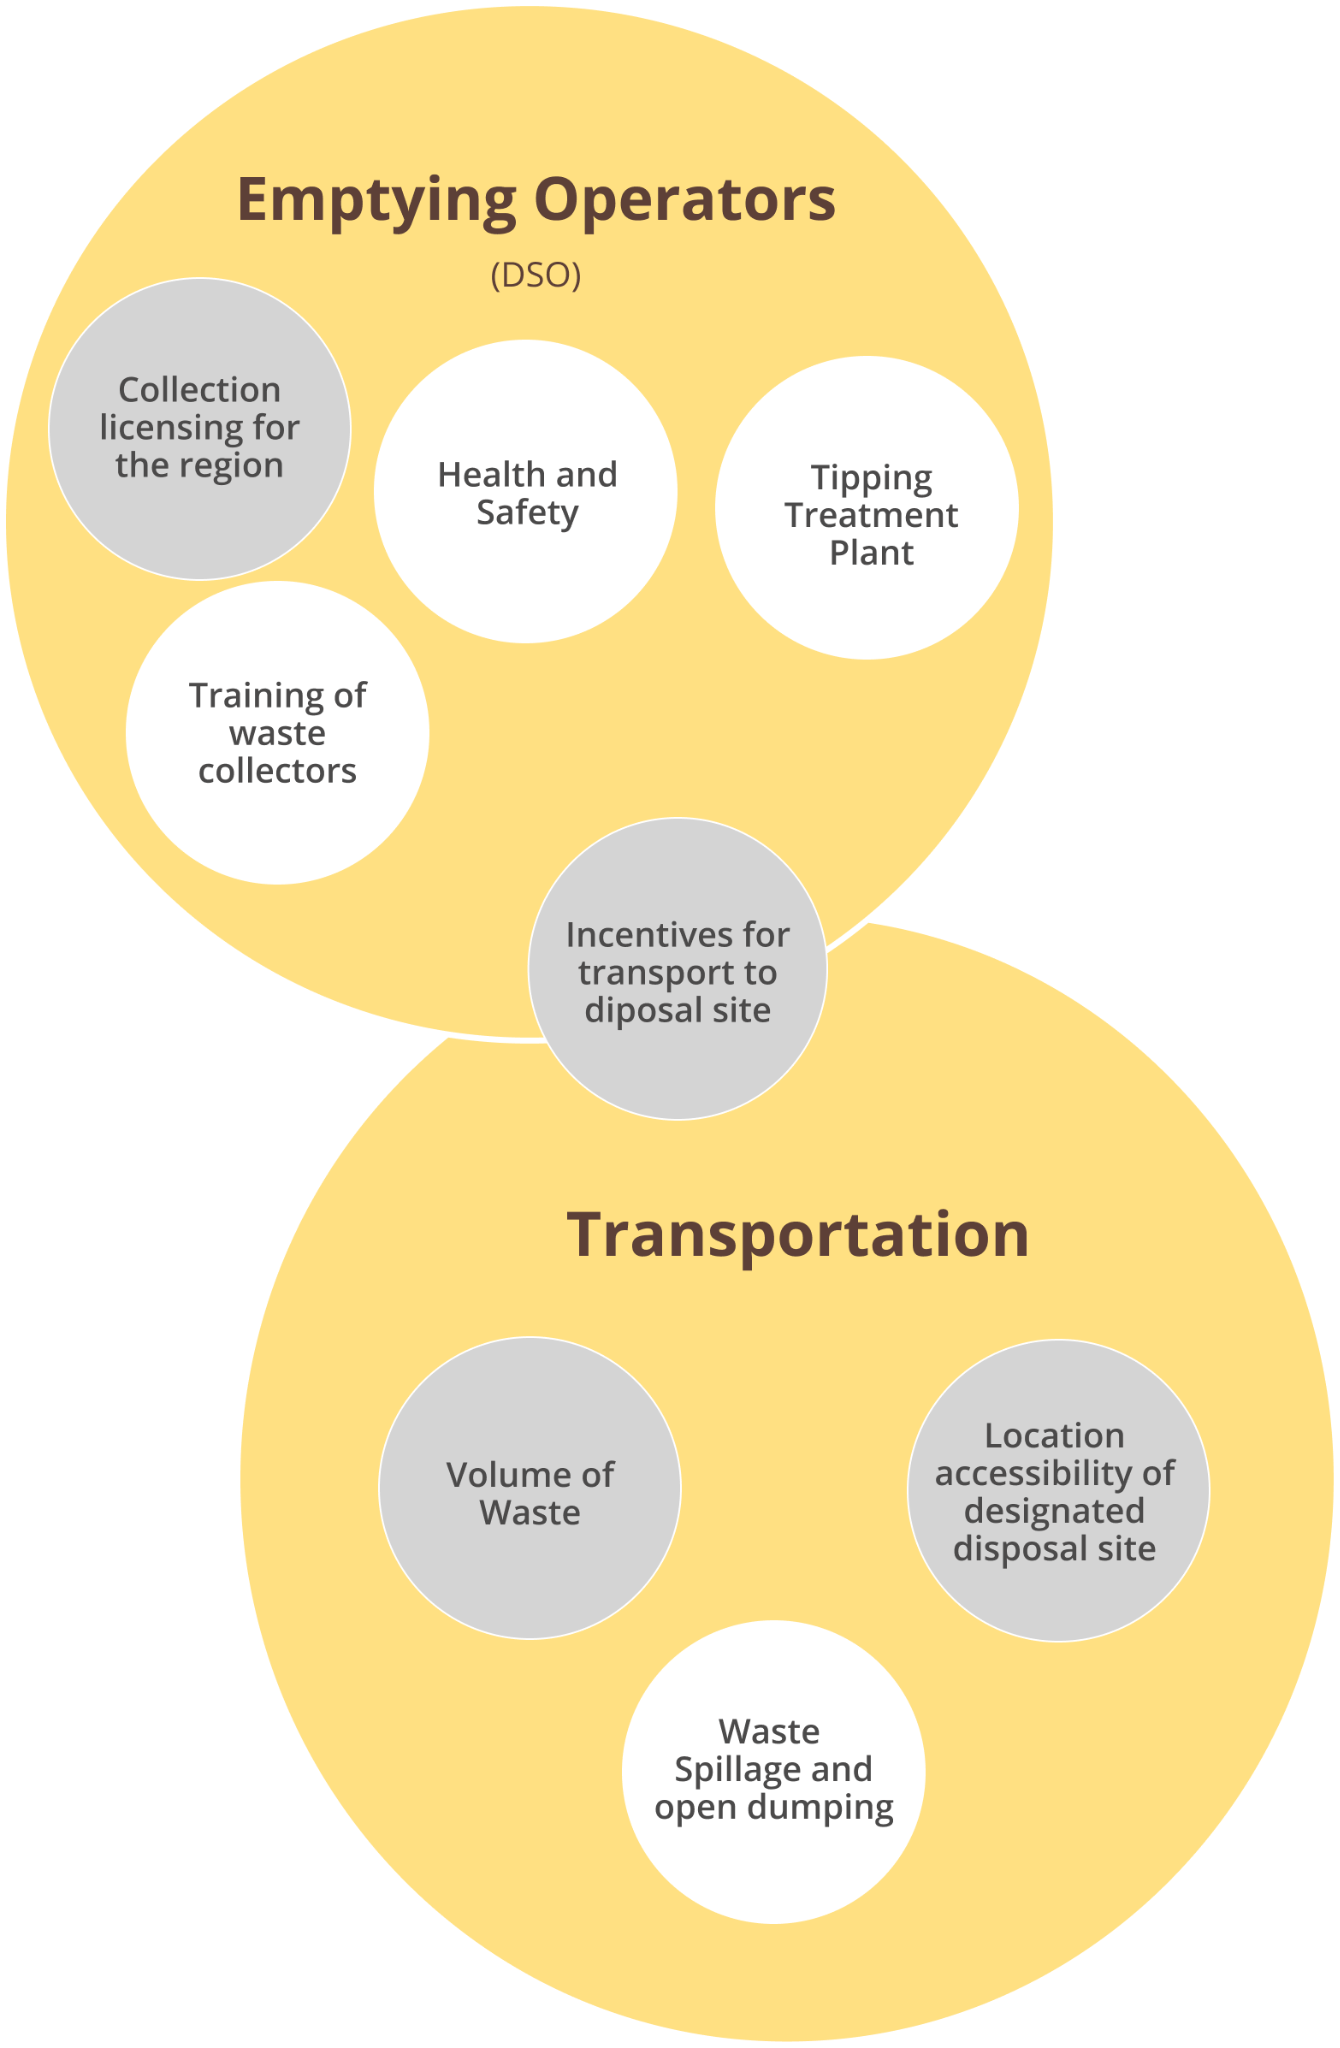 Emptying Operators
(DSO)
Collection
licensing for
the region
Health and
Safety
Tipping
Treatment
Plant
Training of
waste
collectors
Incentives for
transport to
diposal site
Transportation
Volume of
Waste
Location
accessibility of
designated
disposal site
Waste
Spillage and
open dumping